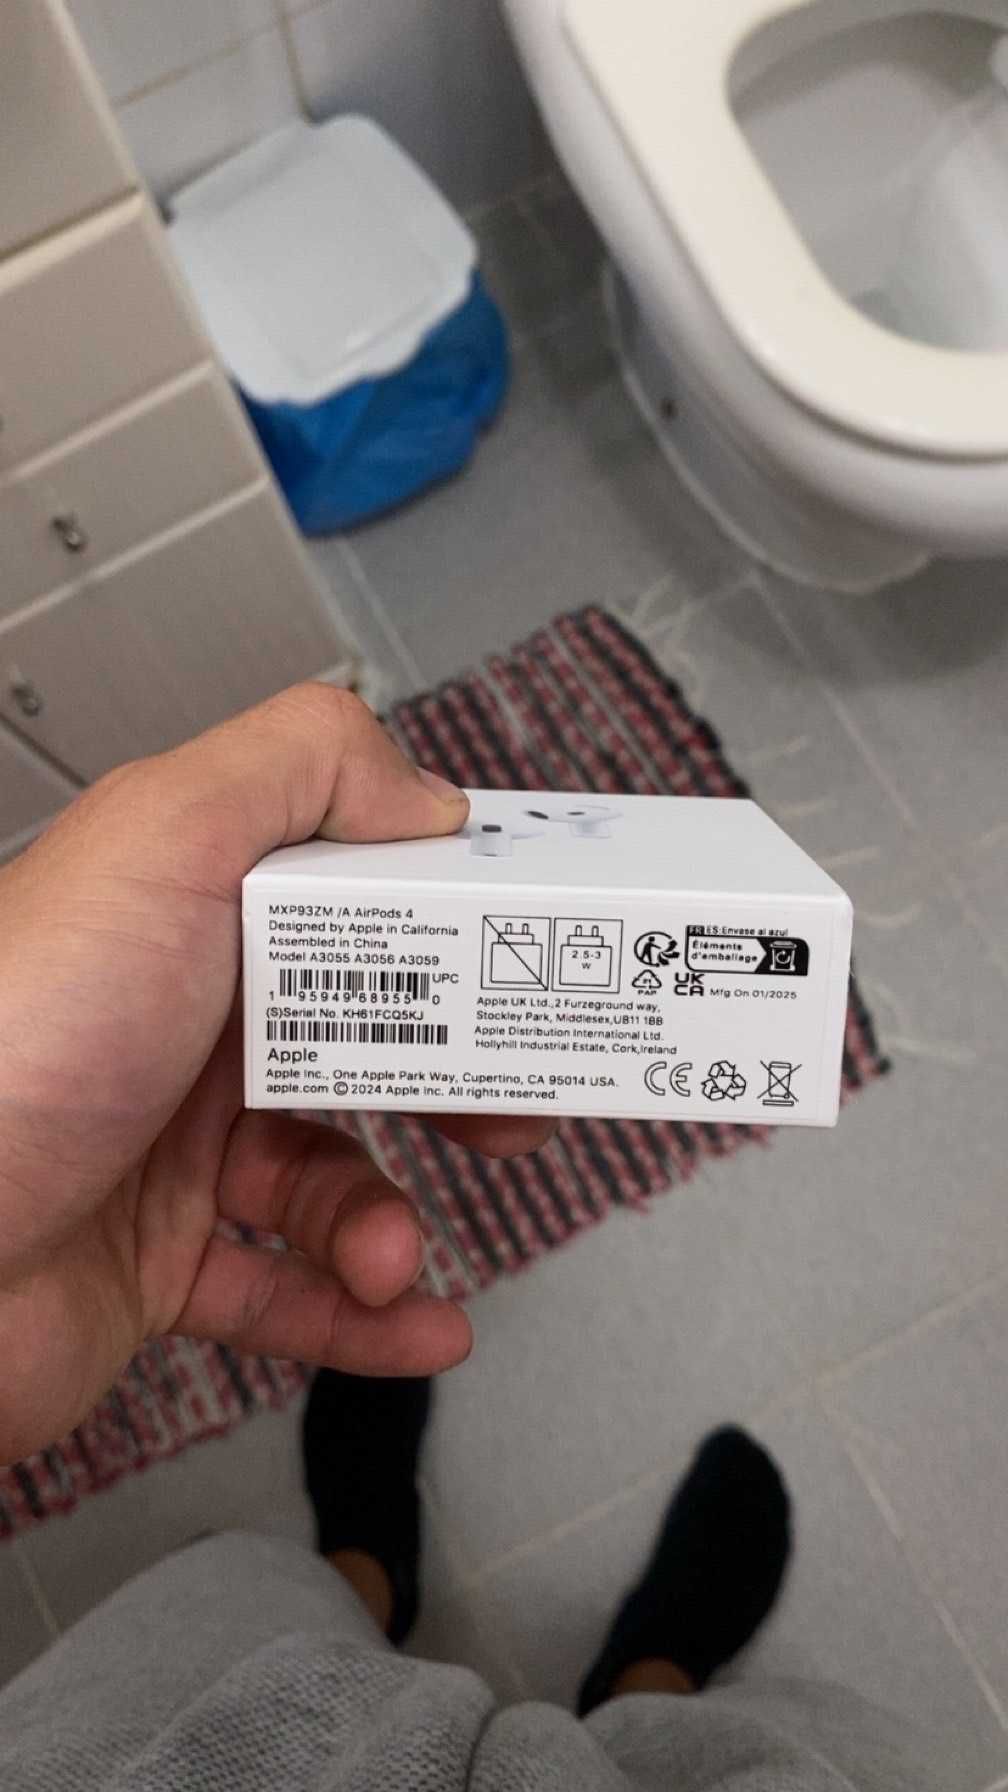 MXP93ZM /A AirPods 4
Designed by Apple in California
Assembled in China
Model A3055 A3056 A3059
UPC
1 95949 68955 0
(S)Serial No. KH61FCQ5KJ
Apple
Apple Inc., One Apple Park Way, Cupertino, CA 95014 USA.
apple.com Ⓒ 2024 Apple Inc. All rights reserved.
2.5-3
W
FR ES:Envase al azul
Éléments
d'emballage
PAP
UK
CA
Mfg On 01/2025
Apple UK Ltd.,2 Furzeground way,
Stockley Park, Middlesex,UB11 1BB
Apple Distribution International Ltd.
Hollyhill Industrial Estate, Cork,Ireland
CE